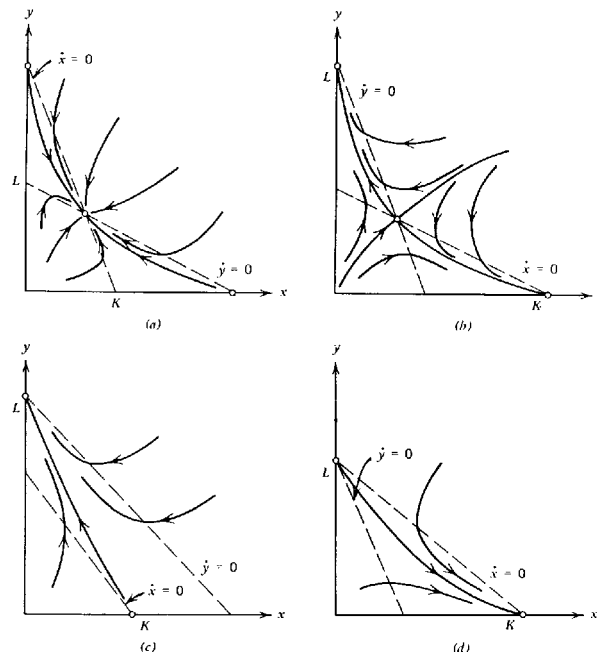 y
ẋ = 0
L
ẏ = 0
K
x
(a)
y
L
ẏ = 0
ẋ = 0
K
x
(b)
y
L
ẏ = 0
ẋ = 0
K
x
(c)
y
L
ẏ = 0
ẋ = 0
K
x
(d)